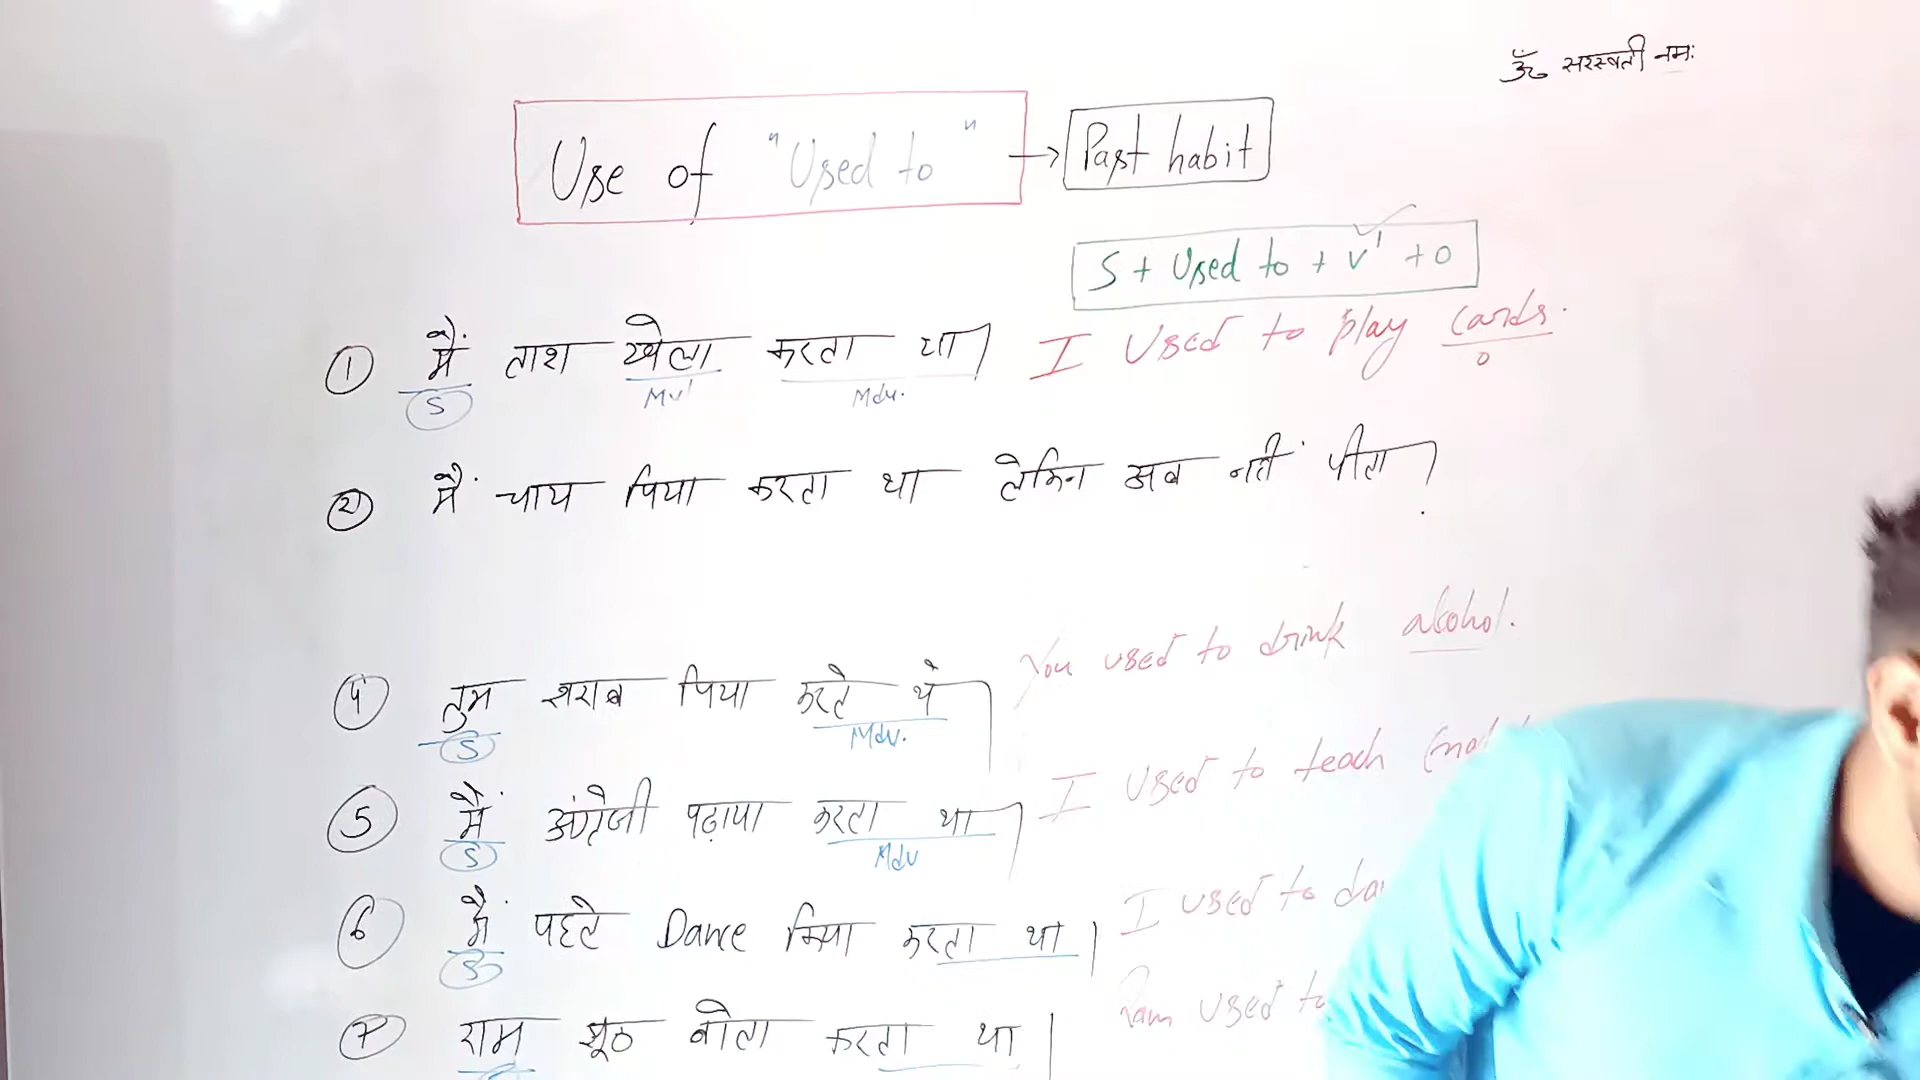 ॐ सरस्वती नमः
Use of "Used to" → Past habit
S + Used to + V¹ + O
① मैं ताश खेला करता था। I Used to play cards.
S MV Mdv. O
② मैं चाय पिया करता था लेकिन अब नहीं पीता।
④ तुम शराब पिया करते थे You used to drink alcohol.
S Mdv.
⑤ मैं अंग्रेजी पढ़ाया करता था I Used to teach
S Mdv
⑥ मैं पहले Dance किया करता था। I used to
S
⑦ राम झूठ बोला करता था। Ram used to